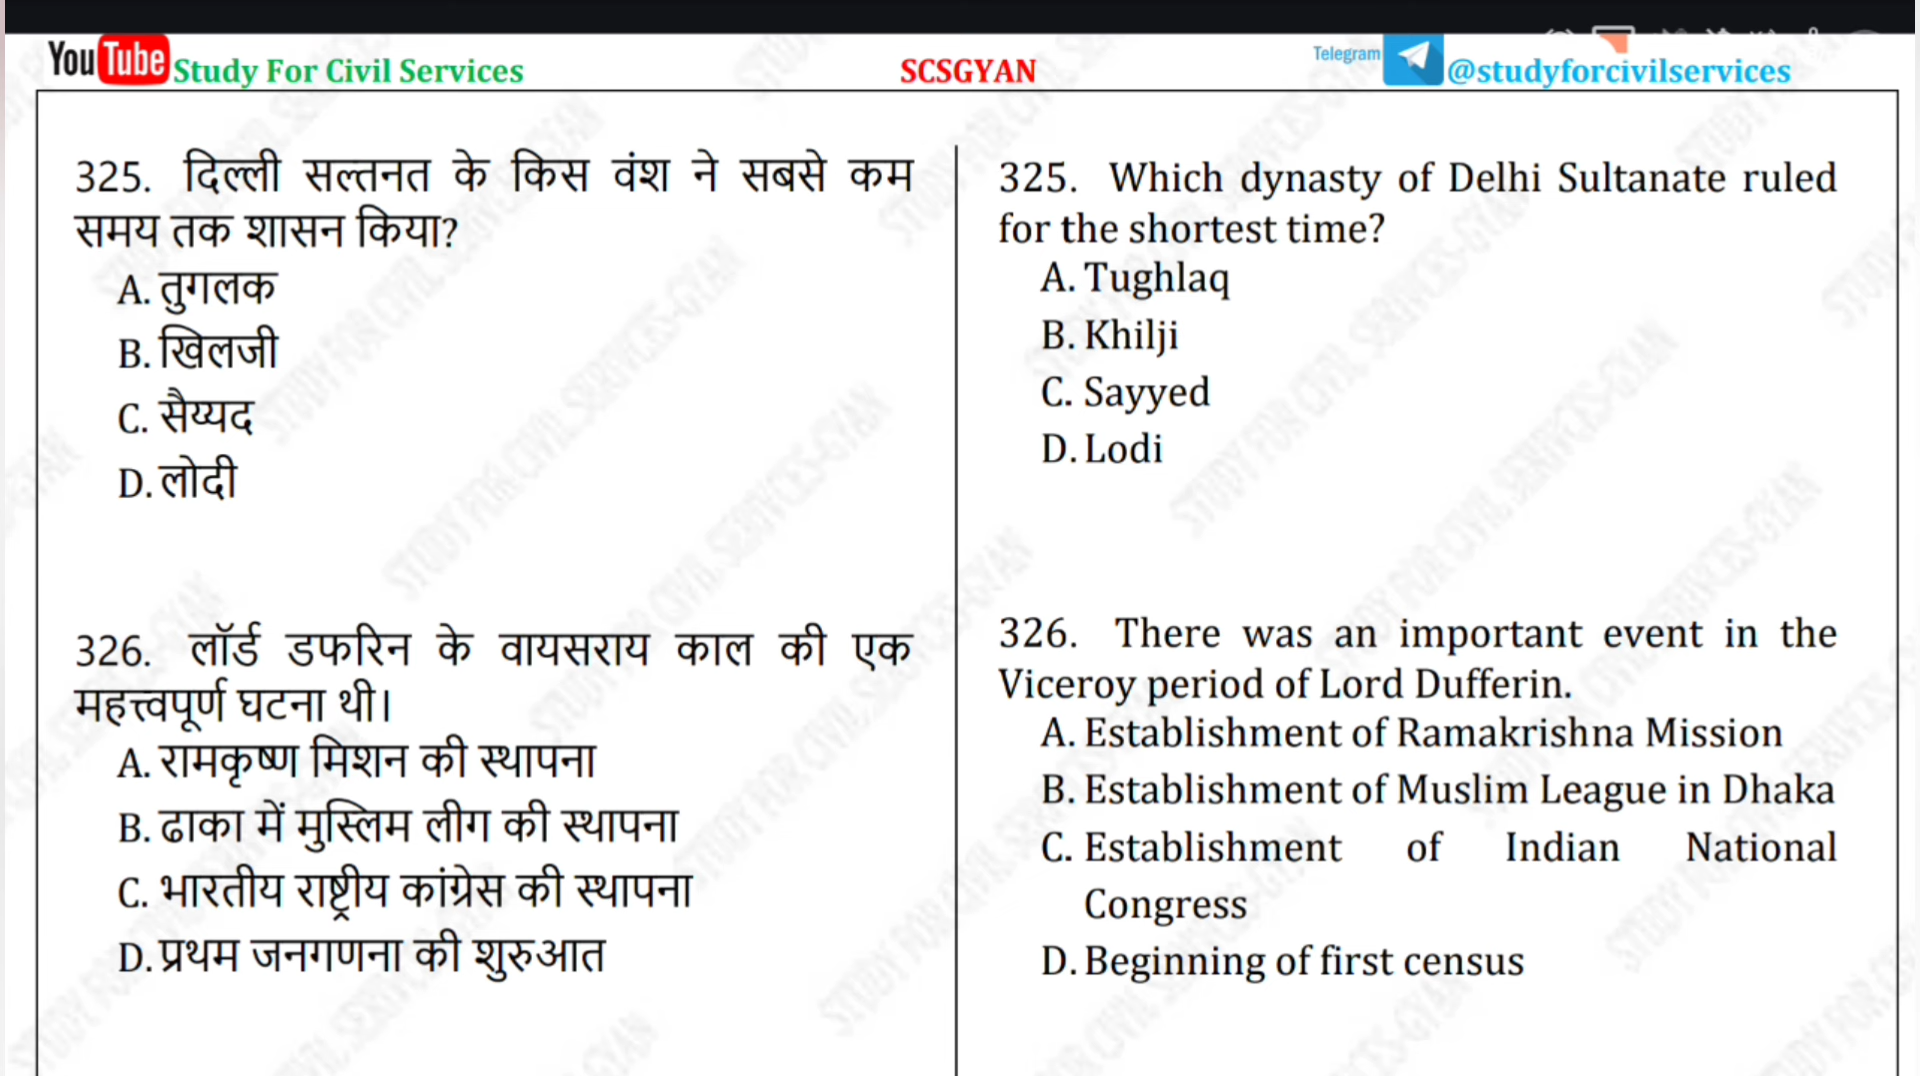 YouTube Study For Civil Services
SCSGYAN
Telegram @studyforcivilservices
325. दिल्ली सल्तनत के किस वंश ने सबसे कम
समय तक शासन किया?
A. तुगलक
B. खिलजी
C. सैय्यद
D. लोदी
326. लॉर्ड डफरिन के वायसराय काल की एक
महत्त्वपूर्ण घटना थी।
A. रामकृष्ण मिशन की स्थापना
B. ढाका में मुस्लिम लीग की स्थापना
C. भारतीय राष्ट्रीय कांग्रेस की स्थापना
D. प्रथम जनगणना की शुरुआत
325. Which dynasty of Delhi Sultanate ruled
for the shortest time?
A. Tughlaq
B. Khilji
C. Sayyed
D. Lodi
326. There was an important event in the
Viceroy period of Lord Dufferin.
A. Establishment of Ramakrishna Mission
B. Establishment of Muslim League in Dhaka
C. Establishment of Indian National
Congress
D. Beginning of first census